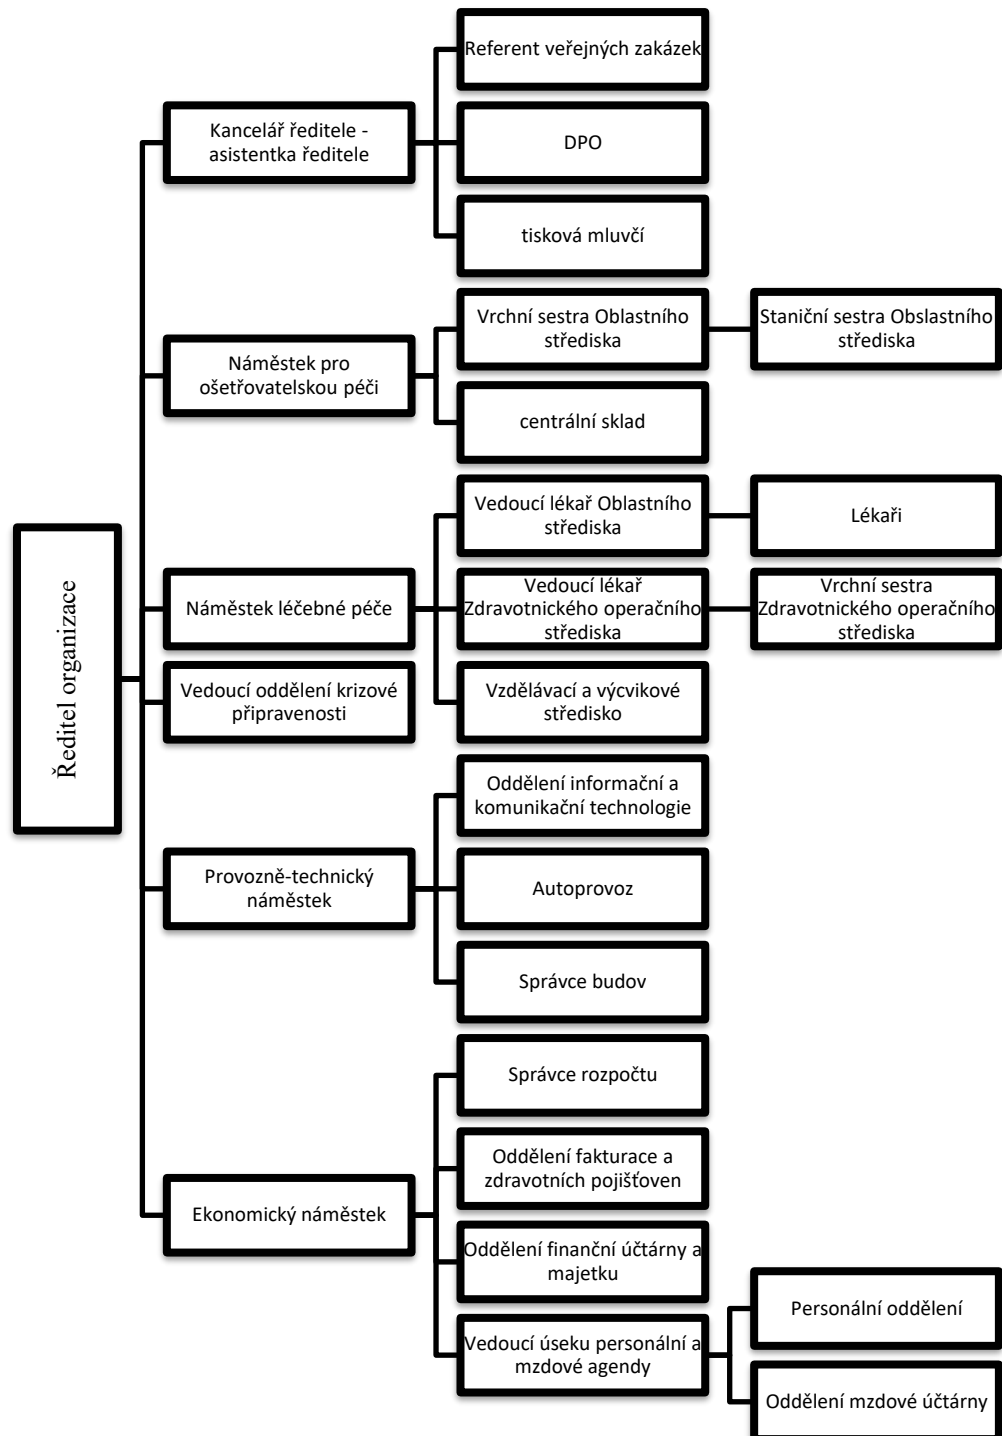 Referent veřejných zakázek
Kancelář ředitele -
asistentka ředitele
DPO
tisková mluvčí
Vrchní sestra Oblastního
střediska
Staniční sestra Obslastního
střediska
Náměstek pro
ošetřovatelskou péči
centrální sklad
Vedoucí lékař Oblastního
střediska
Lékaři
Ředitel organizace
Náměstek léčebné péče
Vedoucí lékař
Zdravotnického operačního
střediska
Vrchní sestra
Zdravotnického operačního
střediska
Vedoucí oddělení krizové
připravenosti
Vzdělávací a výcvikové
středisko
Oddělení informační a
komunikační technologie
Provozně-technický
náměstek
Autoprovoz
Správce budov
Správce rozpočtu
Oddělení fakturace a
zdravotních pojišťoven
Ekonomický náměstek
Oddělení finanční účtárny a
majetku
Vedoucí úseku personální a
mzdové agendy
Personální oddělení
Oddělení mzdové účtárny